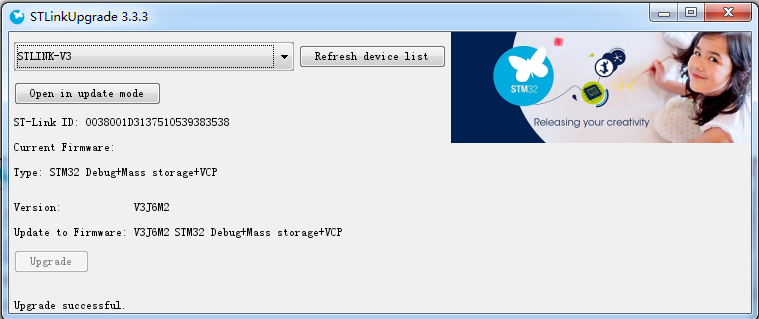 STLinkUpgrade 3.3.3
STLINK-V3
Refresh device list
Open in update mode
STM32
Releasing your creativity
ST-Link ID: 0038001D3137510539383538
Current Firmware:
Type: STM32 Debug+Mass storage+VCP
Version: V3J6M2
Update to Firmware: V3J6M2 STM32 Debug+Mass storage+VCP
Upgrade
Upgrade successful.